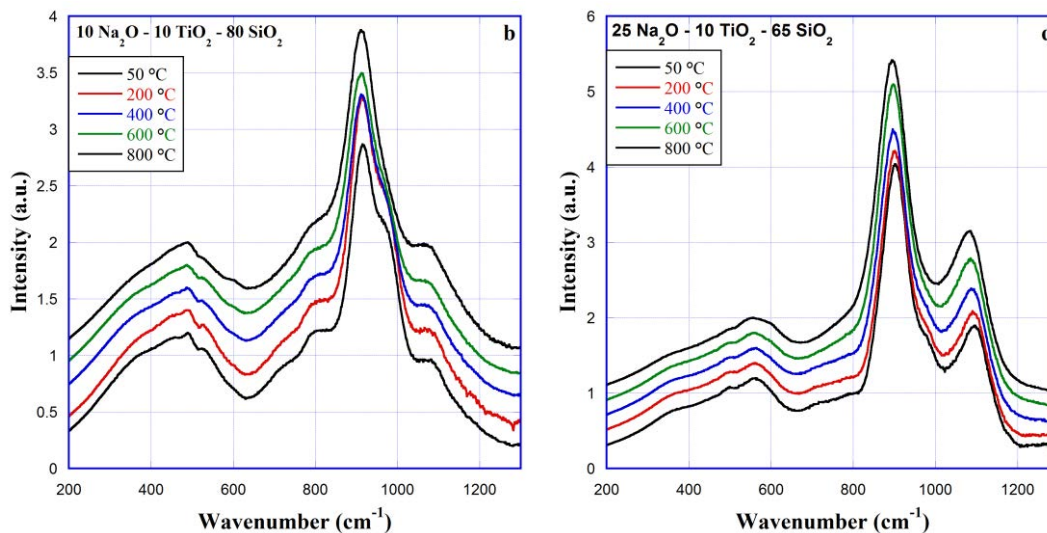 10 Na₂O - 10 TiO₂ - 80 SiO₂
b
50 °C
200 °C
400 °C
600 °C
800 °C
4
3.5
3
2.5
2
1.5
1
0.5
0
200 400 600 800 1000 1200
Intensity (a.u.)
Wavenumber (cm⁻¹)
25 Na₂O - 10 TiO₂ - 65 SiO₂
50 °C
200 °C
400 °C
600 °C
800 °C
6
5
4
3
2
1
0
200 400 600 800 1000 1200
Intensity (a.u.)
Wavenumber (cm⁻¹)